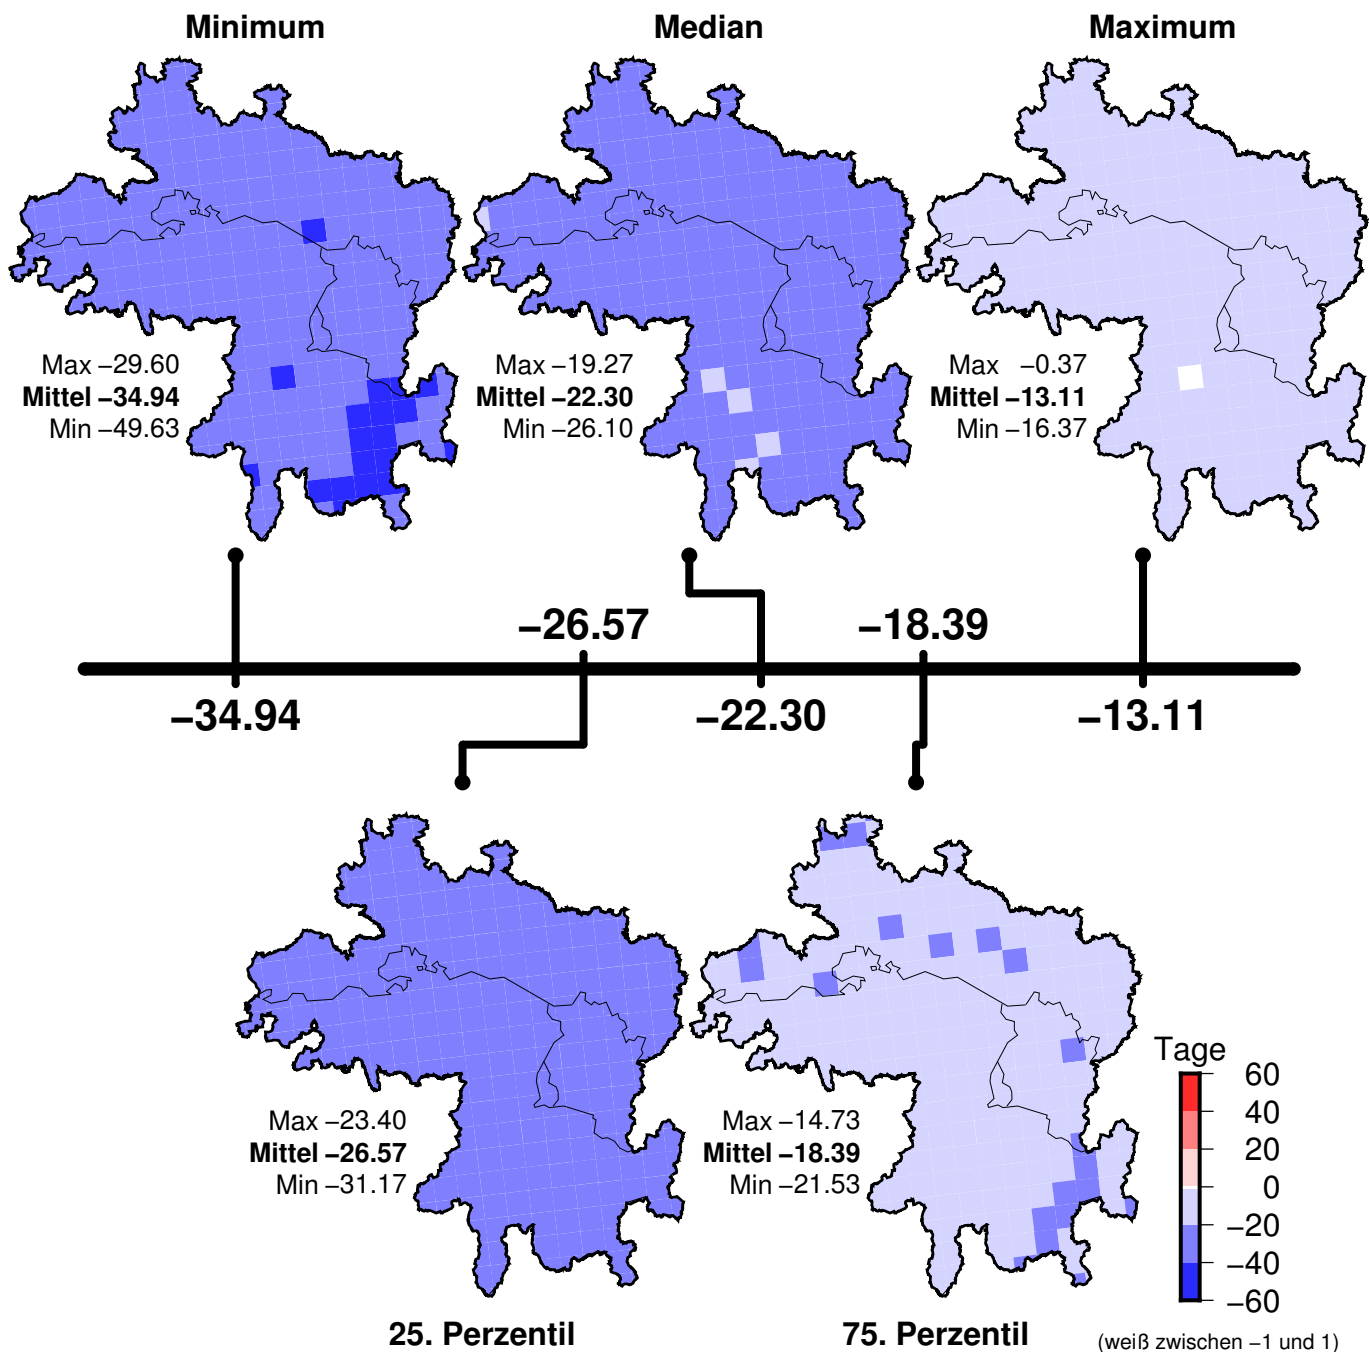 Minimum
Median
Maximum
Max −29.60
Mittel −34.94
Min −49.63
Max −19.27
Mittel −22.30
Min −26.10
Max −0.37
Mittel −13.11
Min −16.37
−26.57
−18.39
−34.94
−22.30
−13.11
Max −23.40
Mittel −26.57
Min −31.17
Max −14.73
Mittel −18.39
Min −21.53
Tage
60
40
20
0
−20
−40
−60
25. Perzentil
75. Perzentil
(weiß zwischen −1 und 1)